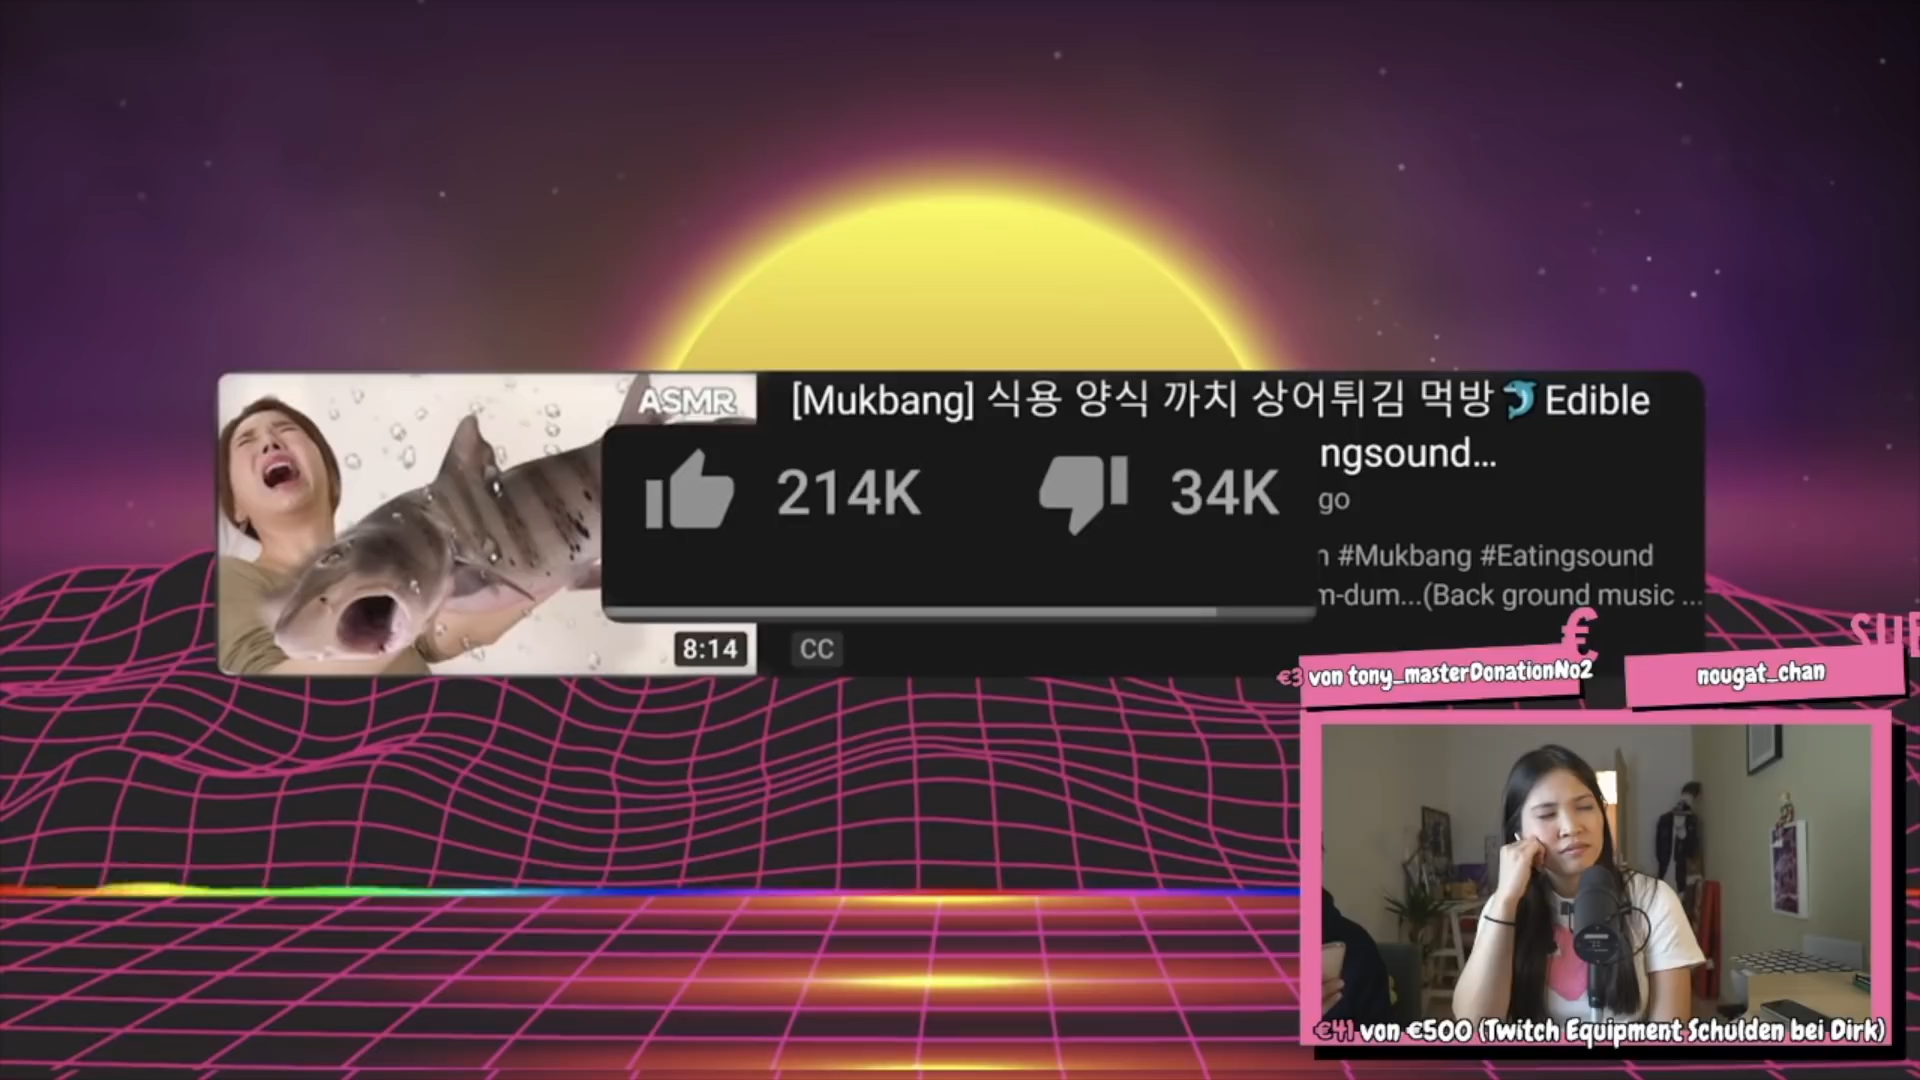 ASMR
[Mukbang] 식용 양식 까치 상어튀김 먹방🐬Edible
ngsound...
214K
34K
go
#Mukbang #Eatingsound
m-dum...(Back ground music ...
8:14
CC
€
€3 von tony_masterDonationNo2
nougat_chan
€41 von €500 (Twitch Equipment Schulden bei Dirk)